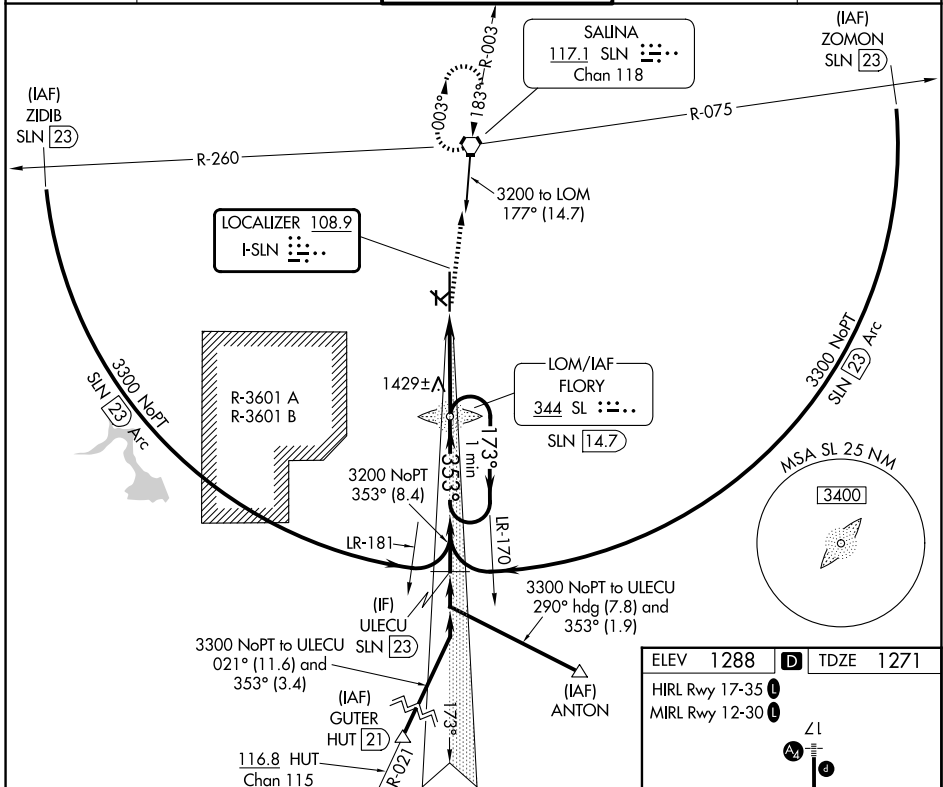 SALINA
117.1 SLN
Chan 118
R-003
183°
003°
(IAF)
ZOMON
SLN 23
(IAF)
ZIDIB
SLN 23
R-075
R-260
3200 to LOM
177° (14.7)
LOCALIZER 108.9
I-SLN
3300 NoPT
SLN 23 Arc
3300 NoPT
SLN 23 Arc
R-3601 A
R-3601 B
1429±
LOM/IAF
FLORY
344 SL
SLN 14.7
173°
1 min
353°
3200 NoPT
353° (8.4)
MSA SL 25 NM
3400
LR-181
LR-170
(IF)
ULECU
SLN 23
3300 NoPT to ULECU
290° hdg (7.8) and
353° (1.9)
3300 NoPT to ULECU
021° (11.6) and
353° (3.4)
(IAF)
ANTON
(IAF)
GUTER
HUT 21
173°
116.8 HUT
Chan 115
R-021
ELEV 1288 D TDZE 1271
HIRL Rwy 17-35 L
MIRL Rwy 12-30 L
17
A4
P